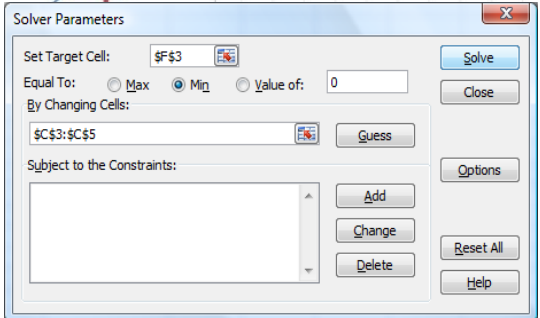 Solver Parameters
Set Target Cell: $F$3 Solve
Equal To: Max Min Value of: 0 Close
By Changing Cells:
$C$3:$C$5 Guess
Subject to the Constraints: Options
Add
Change
Reset All
Delete
Help